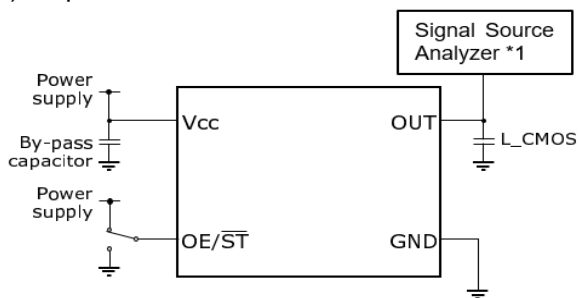 Signal Source
Analyzer *1
Power
supply
Vcc
OUT
By-pass
capacitor
L_CMOS
Power
supply
OE/ST
GND